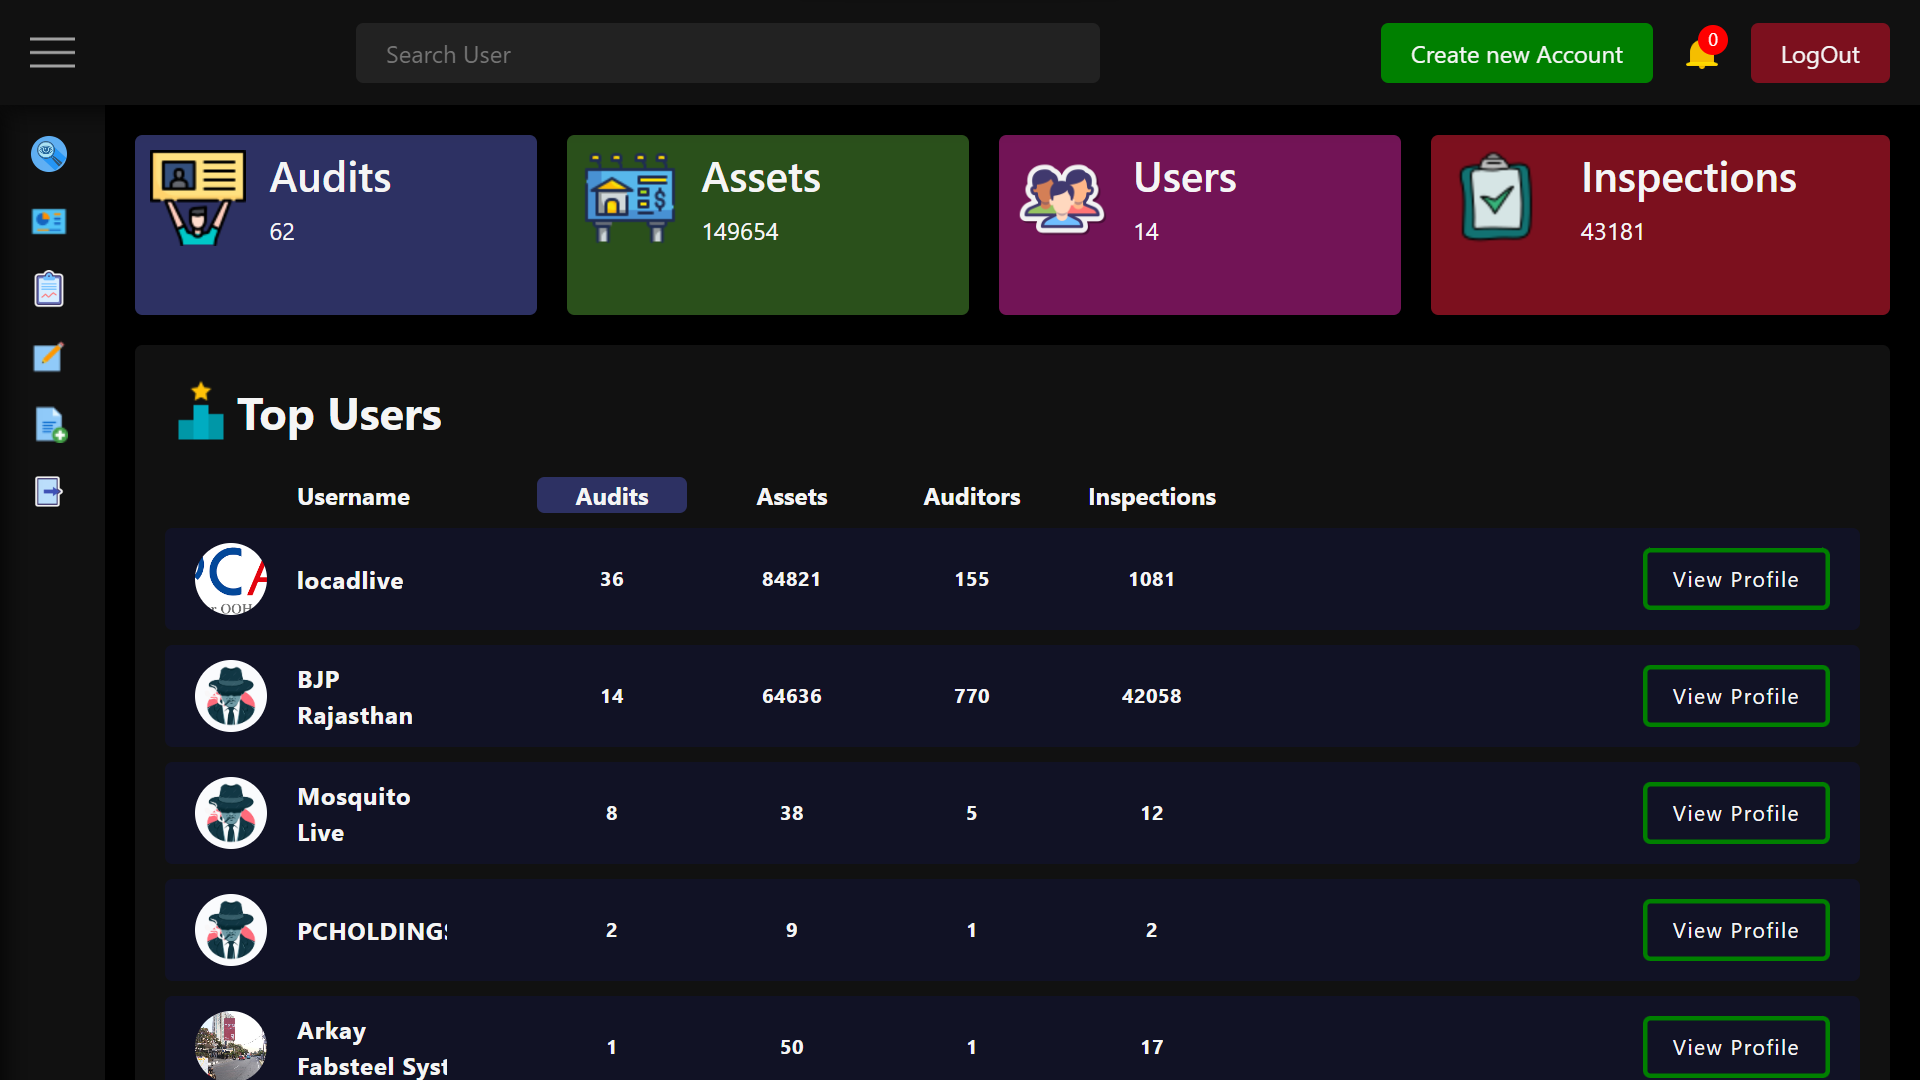 Search User
Create new Account
0
LogOut
Audits
62
Assets
149654
Users
14
Inspections
43181
Top Users
Username Audits Assets Auditors Inspections
locadlive 36 84821 155 1081 View Profile
BJP
Rajasthan
14 64636 770 42058 View Profile
Mosquito
Live
8 38 5 12 View Profile
PCHOLDINGS
2 9 1 2 View Profile
Arkay
Fabsteel Syst
1 50 1 17 View Profile